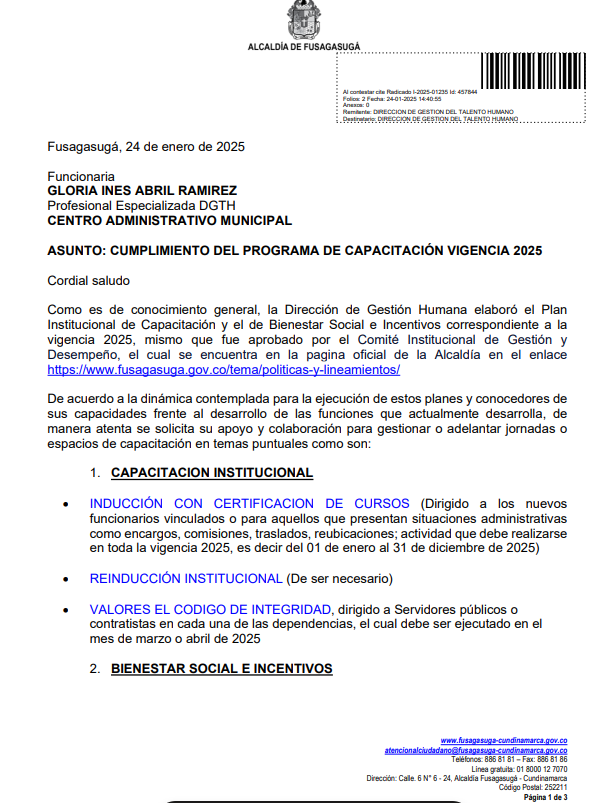 ALCALDÍA DE FUSAGASUGÁ
Al contestar cite Radicado I-2025-01235 Id: 457844
Folios: 2 Fecha: 24-01-2025 14:40:55
Anexos: 0
Remitente: DIRECCION DE GESTION DEL TALENTO HUMANO
Destinatario: DIRECCION DE GESTION DEL TALENTO HUMANO
Fusagasugá, 24 de enero de 2025
Funcionaria
GLORIA INES ABRIL RAMIREZ
Profesional Especializada DGTH
CENTRO ADMINISTRATIVO MUNICIPAL
ASUNTO: CUMPLIMIENTO DEL PROGRAMA DE CAPACITACIÓN VIGENCIA 2025
Cordial saludo
Como es de conocimiento general, la Dirección de Gestión Humana elaboró el Plan
Institucional de Capacitación y el de Bienestar Social e Incentivos correspondiente a la
vigencia 2025, mismo que fue aprobado por el Comité Institucional de Gestión y
Desempeño, el cual se encuentra en la pagina oficial de la Alcaldía en el enlace
https://www.fusagasuga.gov.co/tema/politicas-y-lineamientos/
De acuerdo a la dinámica contemplada para la ejecución de estos planes y conocedores de
sus capacidades frente al desarrollo de las funciones que actualmente desarrolla, de
manera atenta se solicita su apoyo y colaboración para gestionar o adelantar jornadas o
espacios de capacitación en temas puntuales como son:
1. CAPACITACION INSTITUCIONAL
• INDUCCIÓN CON CERTIFICACION DE CURSOS (Dirigido a los nuevos
funcionarios vinculados o para aquellos que presentan situaciones administrativas
como encargos, comisiones, traslados, reubicaciones; actividad que debe realizarse
en toda la vigencia 2025, es decir del 01 de enero al 31 de diciembre de 2025)
• REINDUCCIÓN INSTITUCIONAL (De ser necesario)
• VALORES EL CODIGO DE INTEGRIDAD, dirigido a Servidores públicos o
contratistas en cada una de las dependencias, el cual debe ser ejecutado en el
mes de marzo o abril de 2025
2. BIENESTAR SOCIAL E INCENTIVOS
www.fusagasuga-cundinamarca.gov.co
atencionalciudadano@fusagasuga-cundinamarca.gov.co
Teléfonos: 886 81 81 – Fax: 886 81 86
Línea gratuita: 01 8000 12 7070
Dirección: Calle. 6 N° 6 - 24, Alcaldía Fusagasugá - Cundinamarca
Código Postal: 252211
Página 1 de 3